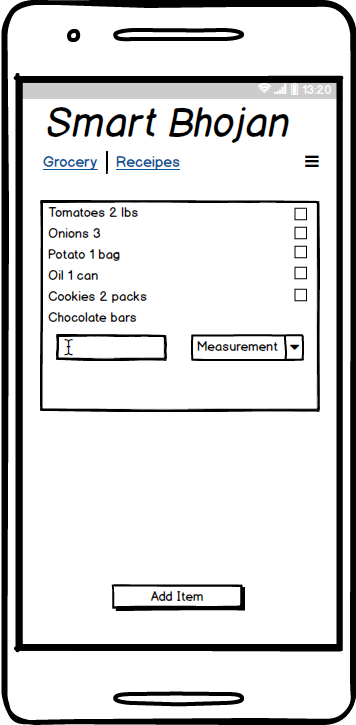 13:20
Smart Bhojan
Grocery Receipes
Tomatoes 2 lbs
Onions 3
Potato 1 bag
Oil 1 can
Cookies 2 packs
Chocolate bars
Measurement
Add Item